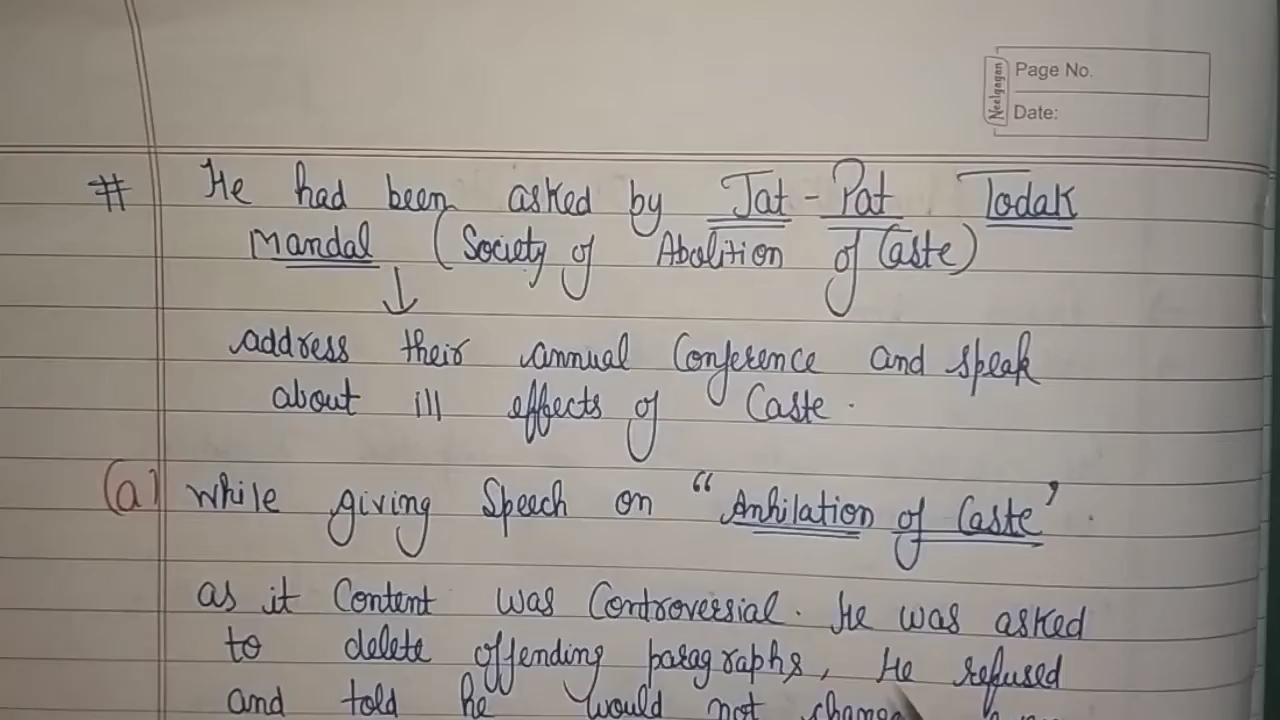 Neelgagan
Page No.
Date:
# He had been asked by Jat - Pat Todak
Mandal (Society of Abolition of Caste)
↓
address their annual Conference and speak
about ill effects of Caste.
(a) while giving Speech on "Anhilation of Caste".
as it Content was Controversial. He was asked
to delete offending paragraphs, He refused
and told he would not change